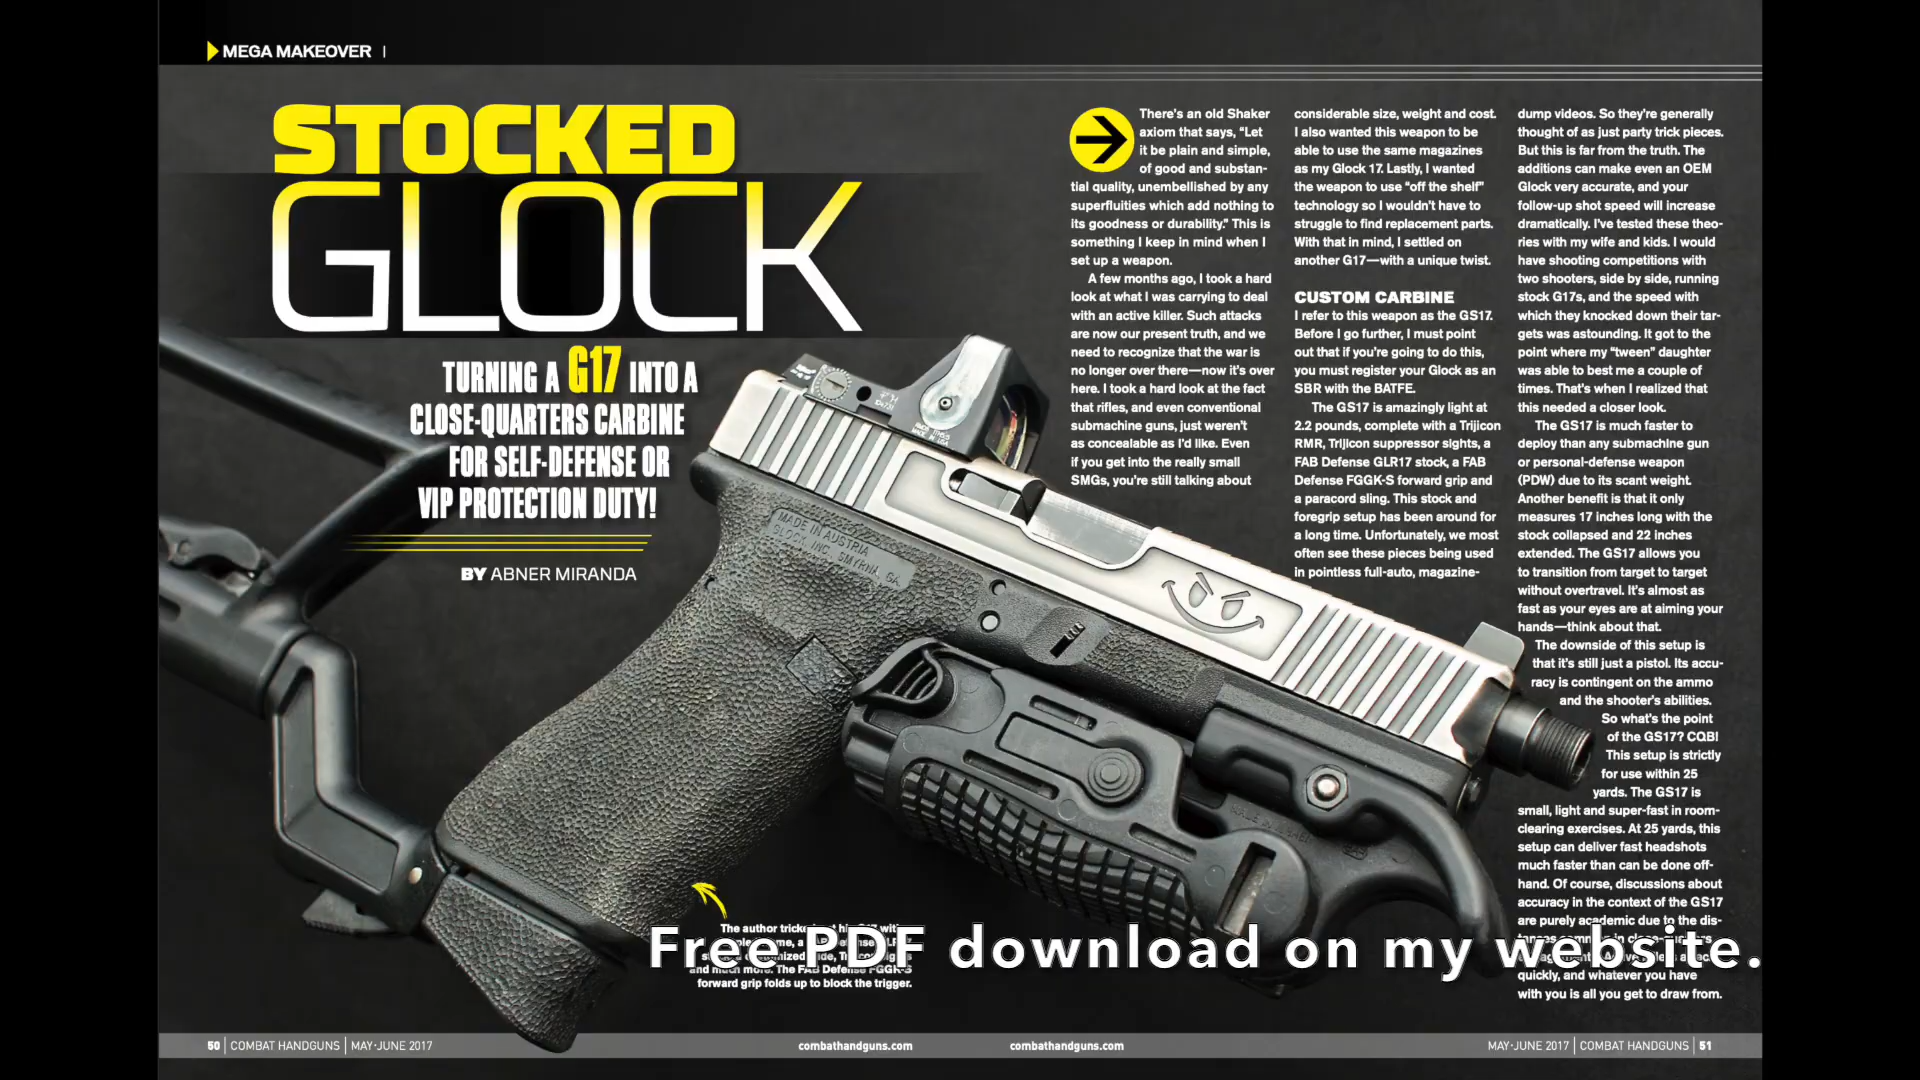 MEGA MAKEOVER |
STOCKED
GLOCK
TURNING A G17 INTO A
CLOSE-QUARTERS CARBINE
FOR SELF-DEFENSE OR
VIP PROTECTION DUTY!
BY ABNER MIRANDA
There's an old Shaker
axiom that says, “Let
it be plain and simple,
of good and substan-
tial quality, unembellished by any
superfluities which add nothing to
its goodness or durability.” This is
something I keep in mind when I
set up a weapon.
A few months ago, I took a hard
look at what I was carrying to deal
with an active killer. Such attacks
are now our present truth, and we
need to recognize that the war is
no longer over there—now it's over
here. I took a hard look at the fact
that rifles, and even conventional
submachine guns, just weren't
as concealable as I'd like. Even
if you get into the really small
SMGs, you're still talking about
considerable size, weight and cost.
I also wanted this weapon to be
able to use the same magazines
as my Glock 17. Lastly, I wanted
the weapon to use “off the shelf”
technology so I wouldn't have to
struggle to find replacement parts.
With that in mind, I settled on
another G17—with a unique twist.
CUSTOM CARBINE
I refer to this weapon as the GS17.
Before I go further, I must point
out that if you're going to do this,
you must register your Glock as an
SBR with the BATFE.
The GS17 is amazingly light at
2.2 pounds, complete with a Trijicon
RMR, Trijicon suppressor sights, a
FAB Defense GLR17 stock, a FAB
Defense FGGK-S forward grip and
a paracord sling. This stock and
foregrip setup has been around for
a long time. Unfortunately, we most
often see these pieces being used
in pointless full-auto, magazine-
dump videos. So they're generally
thought of as just party trick pieces.
But this is far from the truth. The
additions can make even an OEM
Glock very accurate, and your
follow-up shot speed will increase
dramatically. I've tested these theo-
ries with my wife and kids. I would
have shooting competitions with
two shooters, side by side, running
stock G17s, and the speed with
which they knocked down their tar-
gets was astounding. It got to the
point where my “tween” daughter
was able to best me a couple of
times. That's when I realized that
this needed a closer look.
The GS17 is much faster to
deploy than any submachine gun
or personal-defense weapon
(PDW) due to its scant weight.
Another benefit is that it only
measures 17 inches long with the
stock collapsed and 22 inches
extended. The GS17 allows you
to transition from target to target
without overtravel. It's almost as
fast as your eyes are at aiming your
hands—think about that.
The downside of this setup is
that it's still just a pistol. Its accu-
racy is contingent on the ammo
and the shooter's abilities.
So what's the point
of the GS17? CQB!
This setup is strictly
for use within 25
yards. The GS17 is
small, light and super-fast in room-
clearing exercises. At 25 yards, this
setup can deliver fast headshots
much faster than can be done off-
hand. Of course, discussions about
accuracy in the context of the GS17
are purely academic due to the dis-
quickly, and whatever you have
with you is all you get to draw from.
MADE IN AUSTRIA
GLOCK, INC. SMYRNA, GA.
The author
and much more. The FAB Defense FGGK-S
forward grip folds up to block the trigger.
Free PDF download on my website.
50 | COMBAT HANDGUNS | MAY·JUNE 2017
combathandguns.com
combathandguns.com
MAY·JUNE 2017 | COMBAT HANDGUNS | 51